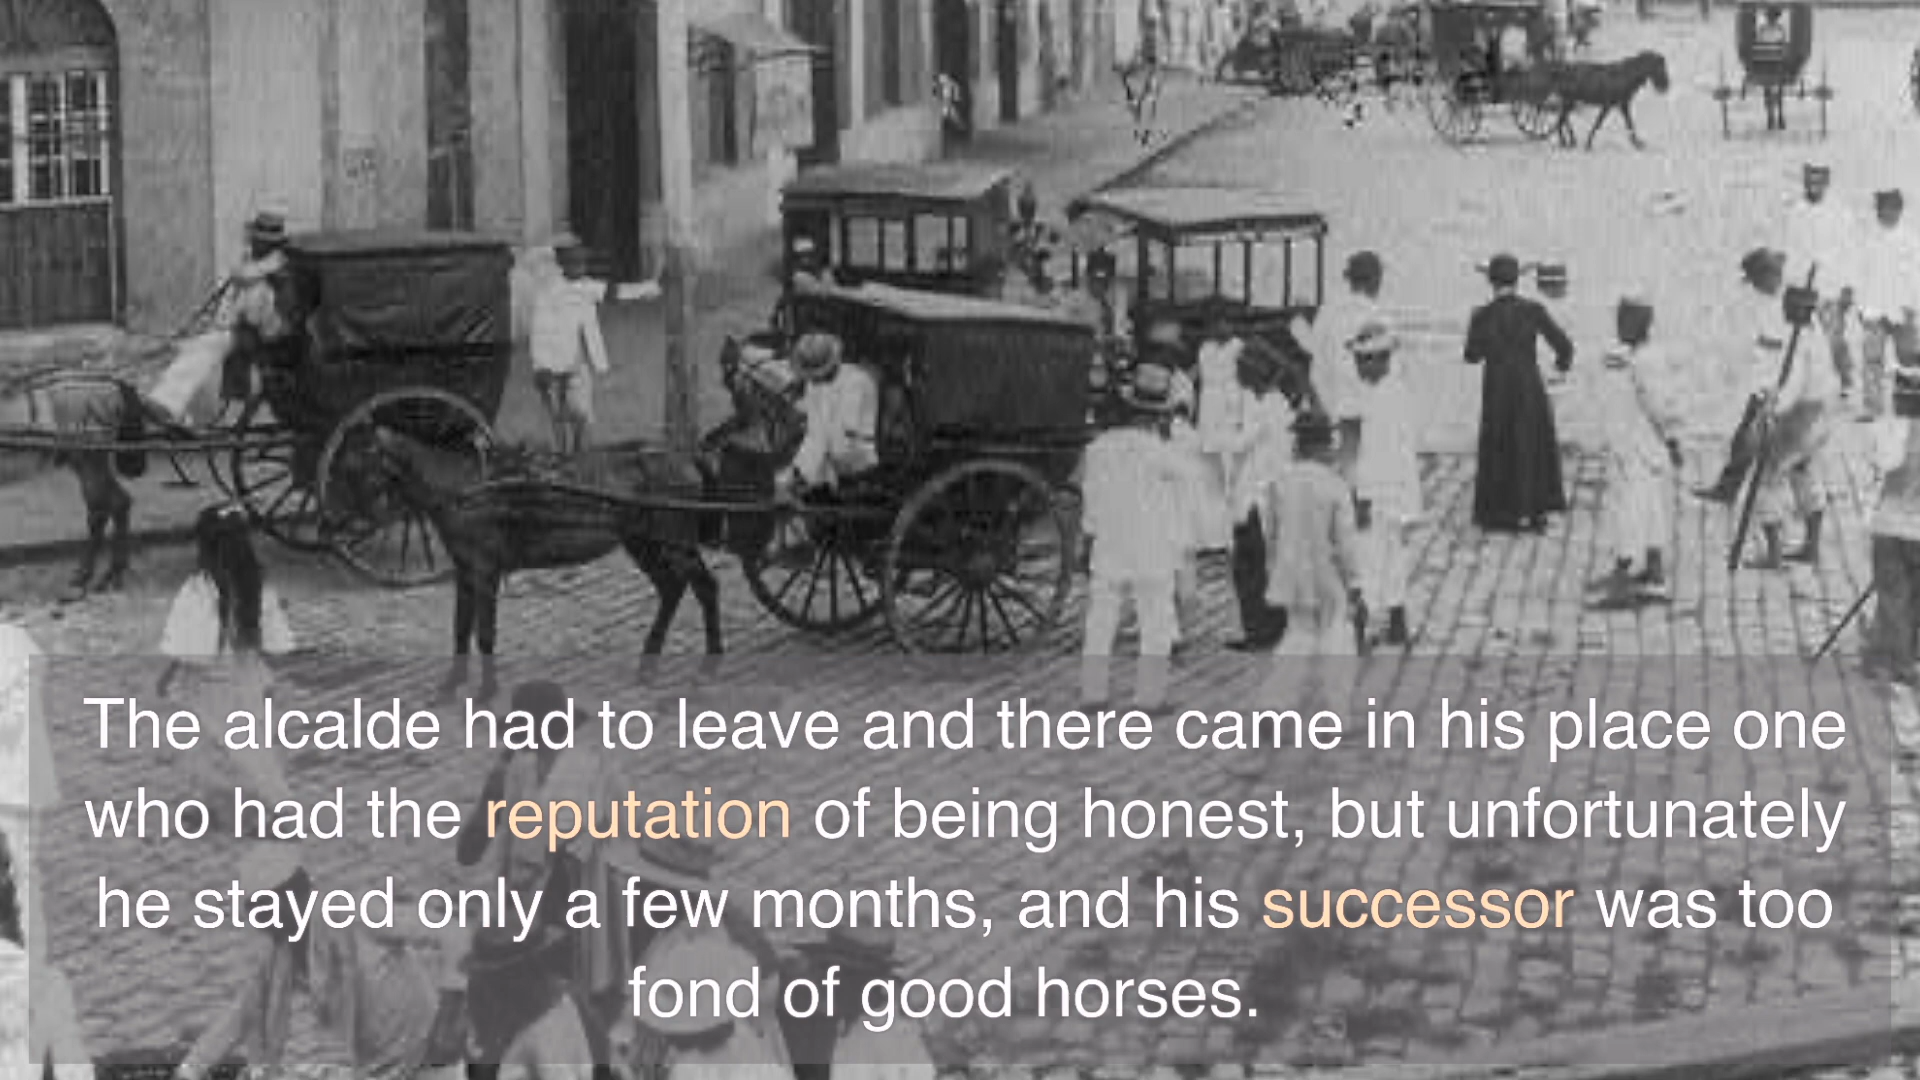 The alcalde had to leave and there came in his place one
who had the reputation of being honest, but unfortunately
he stayed only a few months, and his successor was too
fond of good horses.